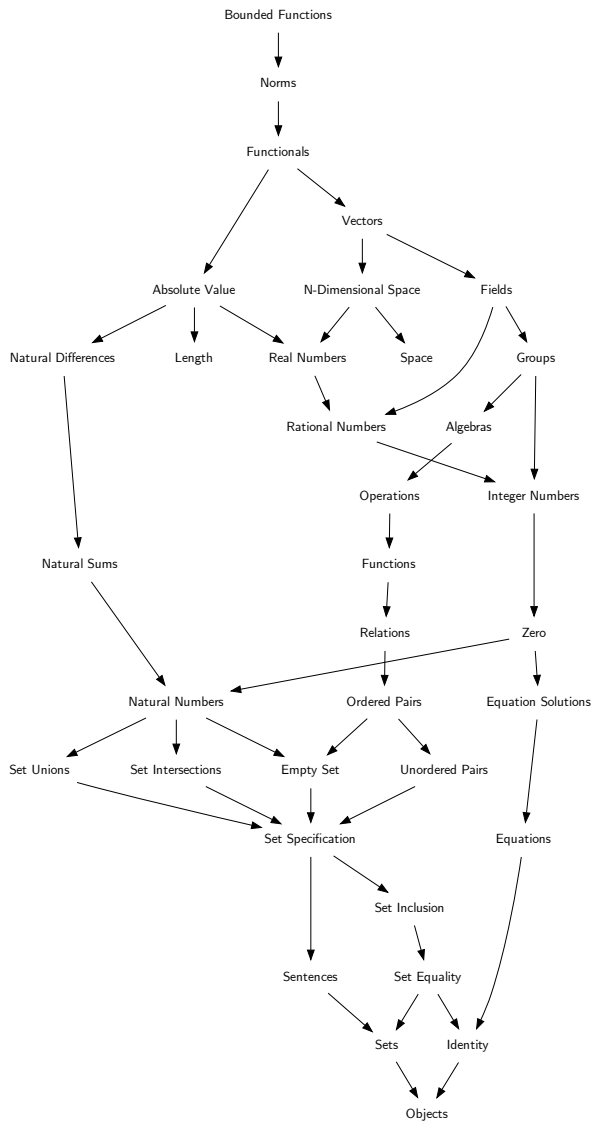 Bounded Functions
Norms
Functionals
Vectors
Absolute Value
N-Dimensional Space
Fields
Natural Differences
Length
Real Numbers
Space
Groups
Rational Numbers
Algebras
Operations
Integer Numbers
Natural Sums
Functions
Relations
Zero
Natural Numbers
Ordered Pairs
Equation Solutions
Set Unions
Set Intersections
Empty Set
Unordered Pairs
Set Specification
Equations
Set Inclusion
Sentences
Set Equality
Sets
Identity
Objects